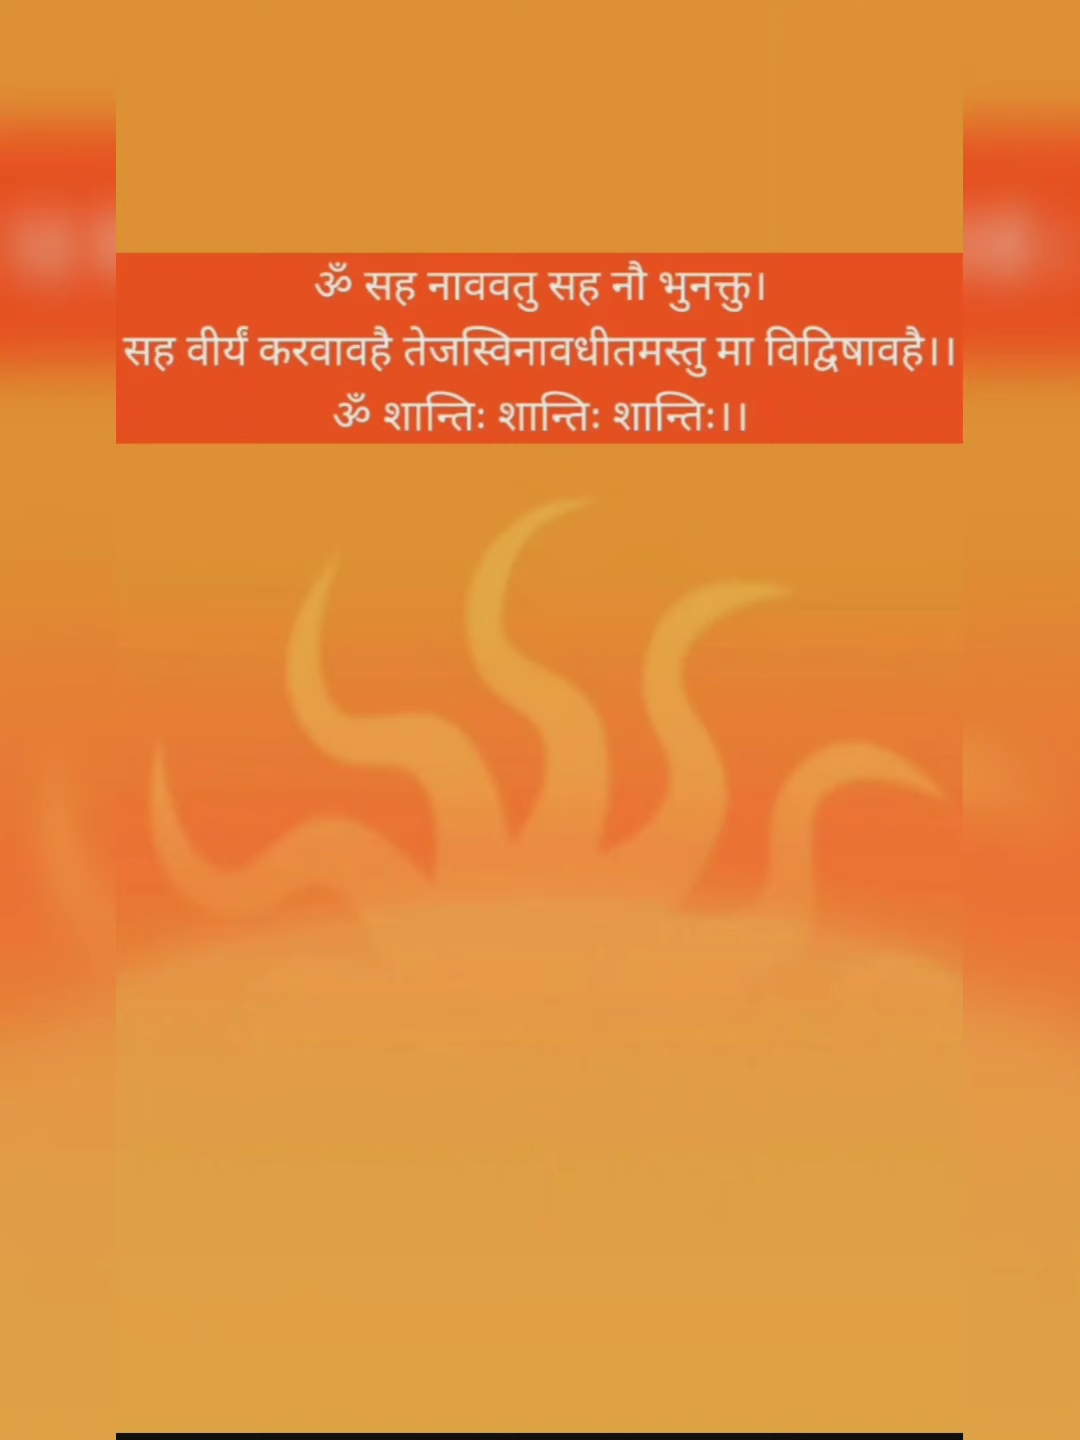 ॐ सह नाववतु सह नौ भुनक्तु।
सह वीर्यं करवावहै तेजस्विनावधीतमस्तु मा विद्विषावहै।।
ॐ शान्तिः शान्तिः शान्तिः।।